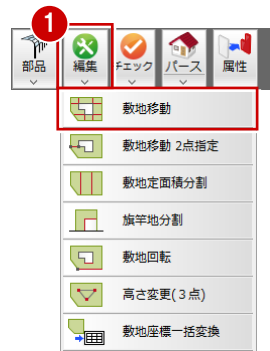 1
部品 編集 チェック パース 属性
敷地移動
敷地移動 2点指定
敷地定面積分割
旗竿地分割
敷地回転
高さ変更(3点)
敷地座標一括変換